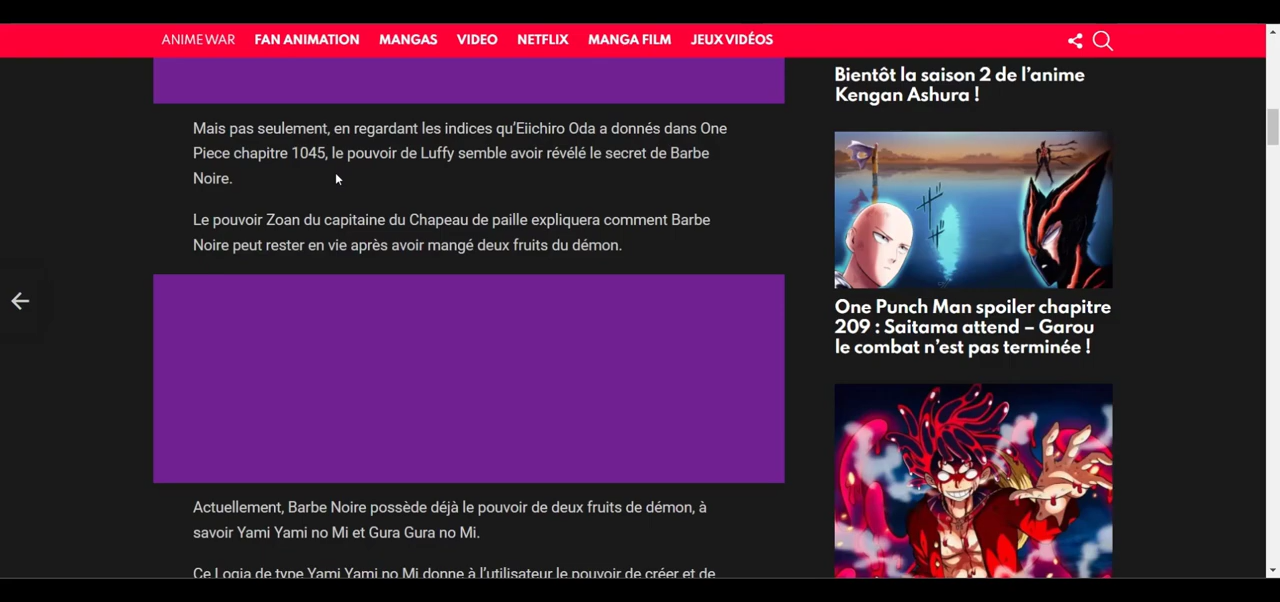 ANIMEWAR FAN ANIMATION MANGAS VIDEO NETFLIX MANGA FILM JEUX VIDÉOS
Mais pas seulement, en regardant les indices qu'Eiichiro Oda a donnés dans One
Piece chapitre 1045, le pouvoir de Luffy semble avoir révélé le secret de Barbe
Noire.
Le pouvoir Zoan du capitaine du Chapeau de paille expliquera comment Barbe
Noire peut rester en vie après avoir mangé deux fruits du démon.
Actuellement, Barbe Noire possède déjà le pouvoir de deux fruits de démon, à
savoir Yami Yami no Mi et Gura Gura no Mi.
Ce Logia de type Yami Yami no Mi donne à l'utilisateur le pouvoir de créer et de
Bientôt la saison 2 de l'anime
Kengan Ashura !
One Punch Man spoiler chapitre
209 : Saitama attend – Garou
le combat n'est pas terminée !